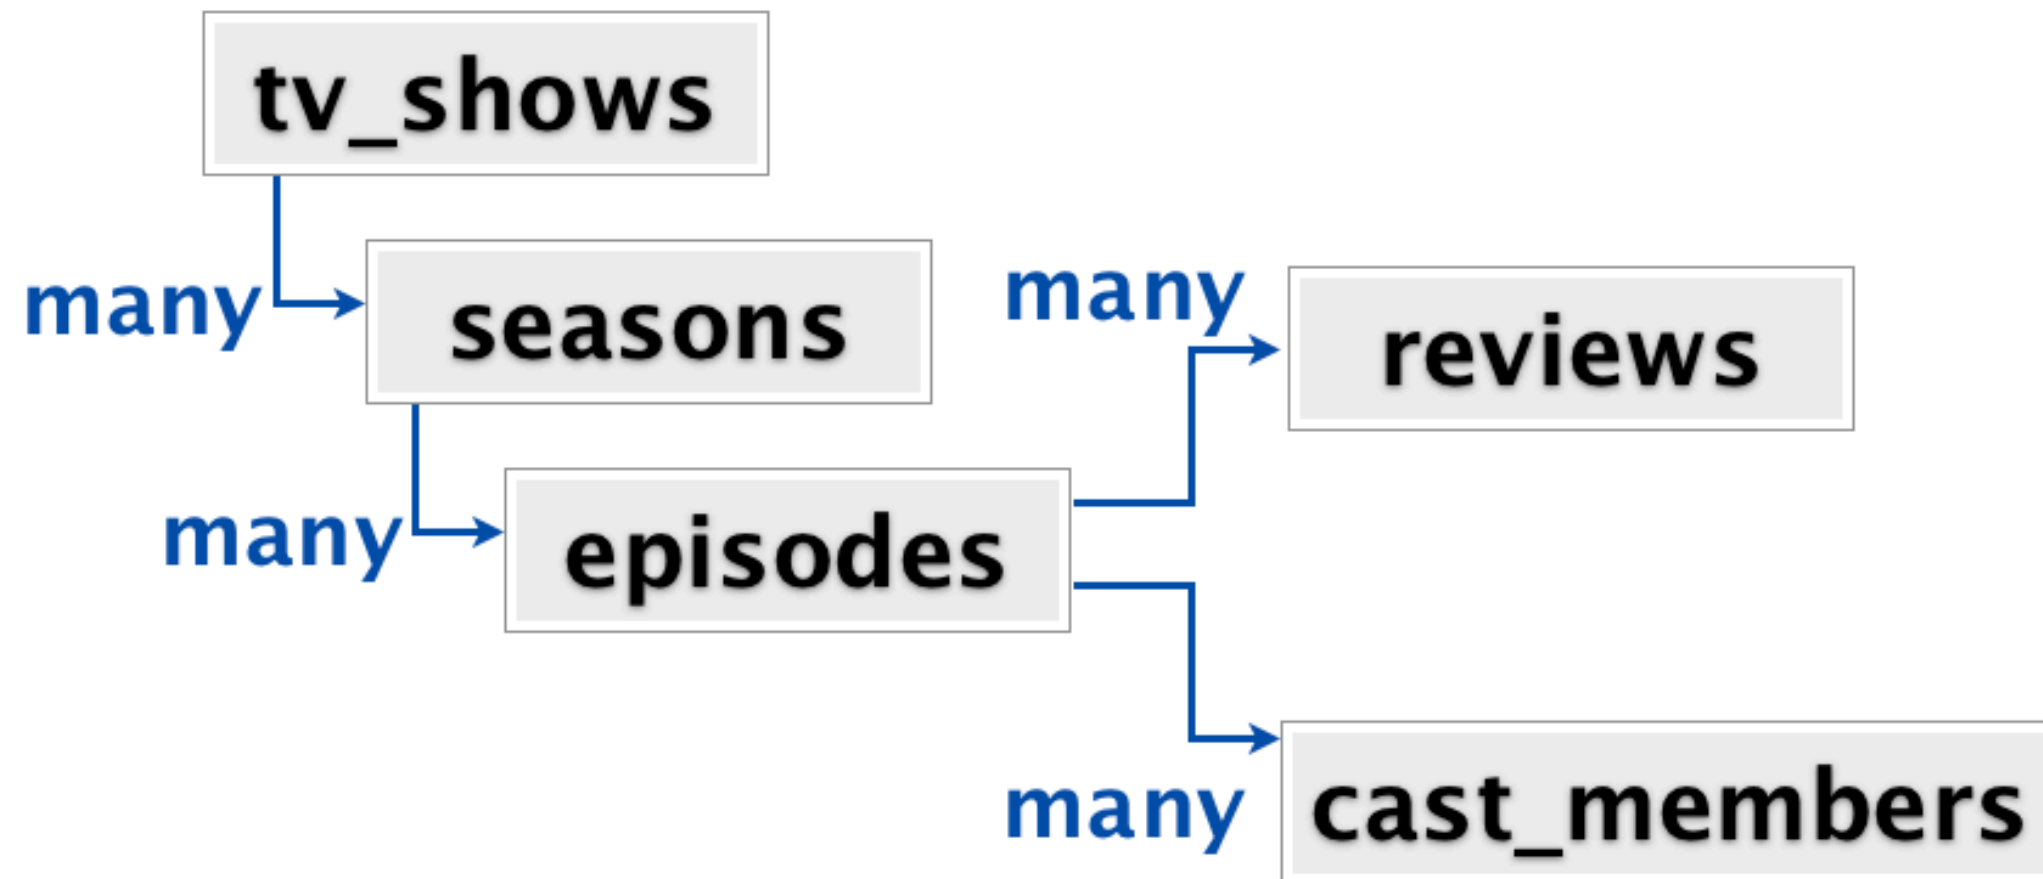 tv_shows
many
seasons
many
reviews
many
episodes
many
cast_members